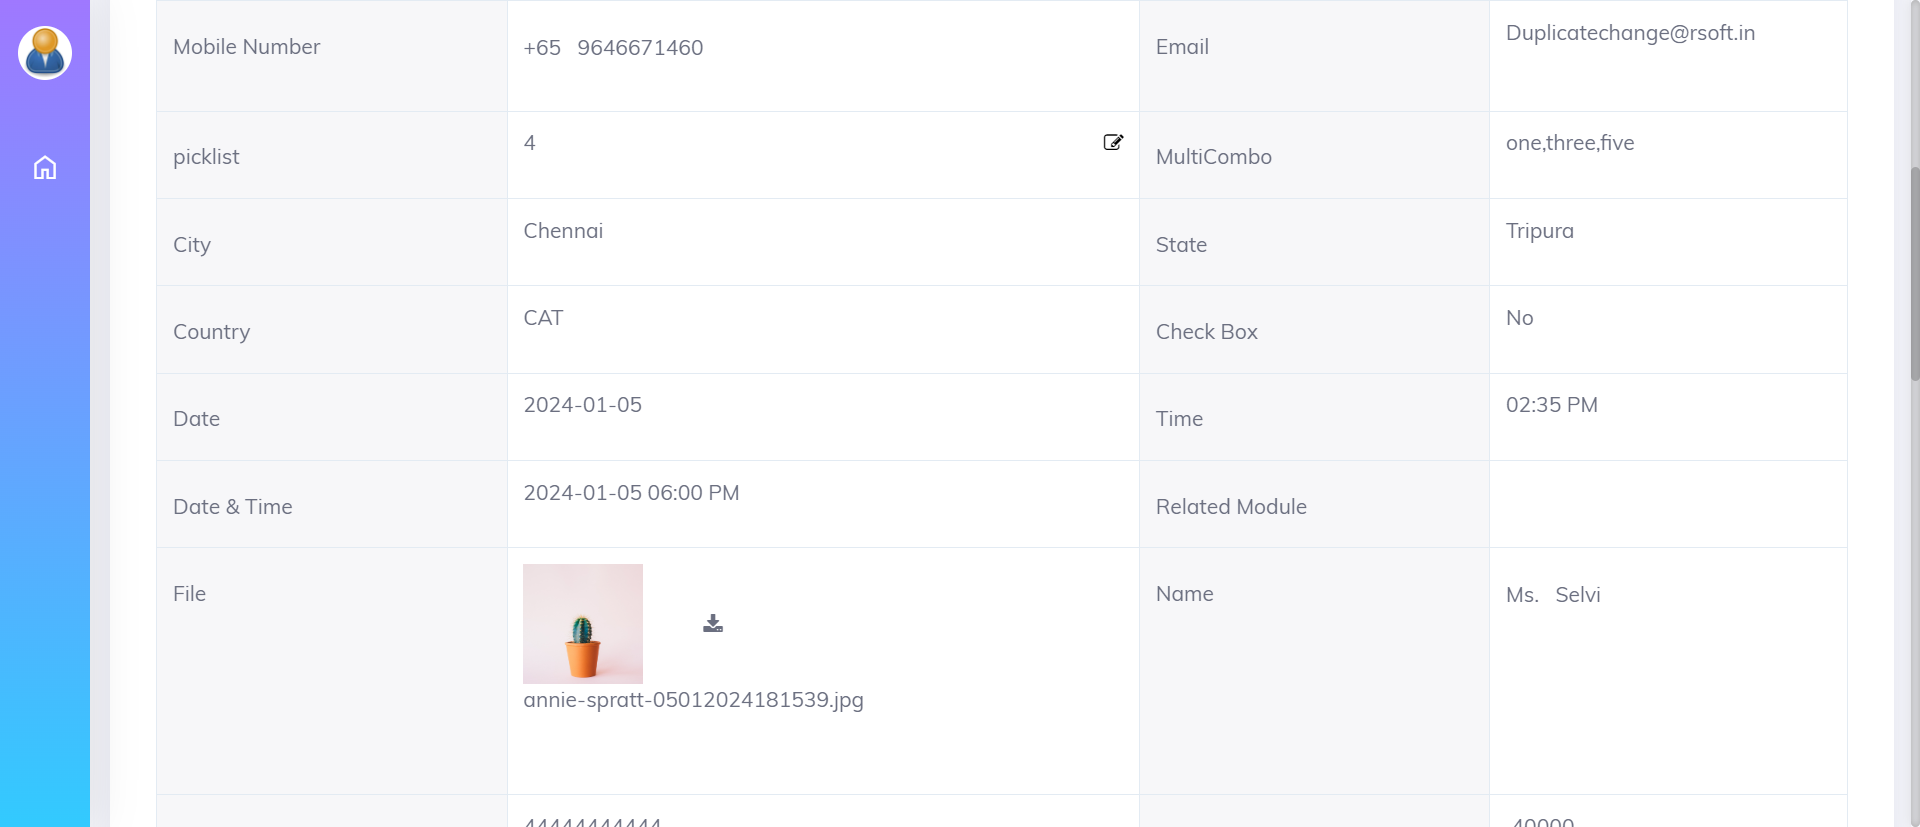 Mobile Number +65 9646671460 Email Duplicatechange@rsoft.in
picklist 4 MultiCombo one,three,five
City Chennai State Tripura
Country CAT Check Box No
Date 2024-01-05 Time 02:35 PM
Date & Time 2024-01-05 06:00 PM Related Module
File Name Ms. Selvi
annie-spratt-05012024181539.jpg
44444444444 40000